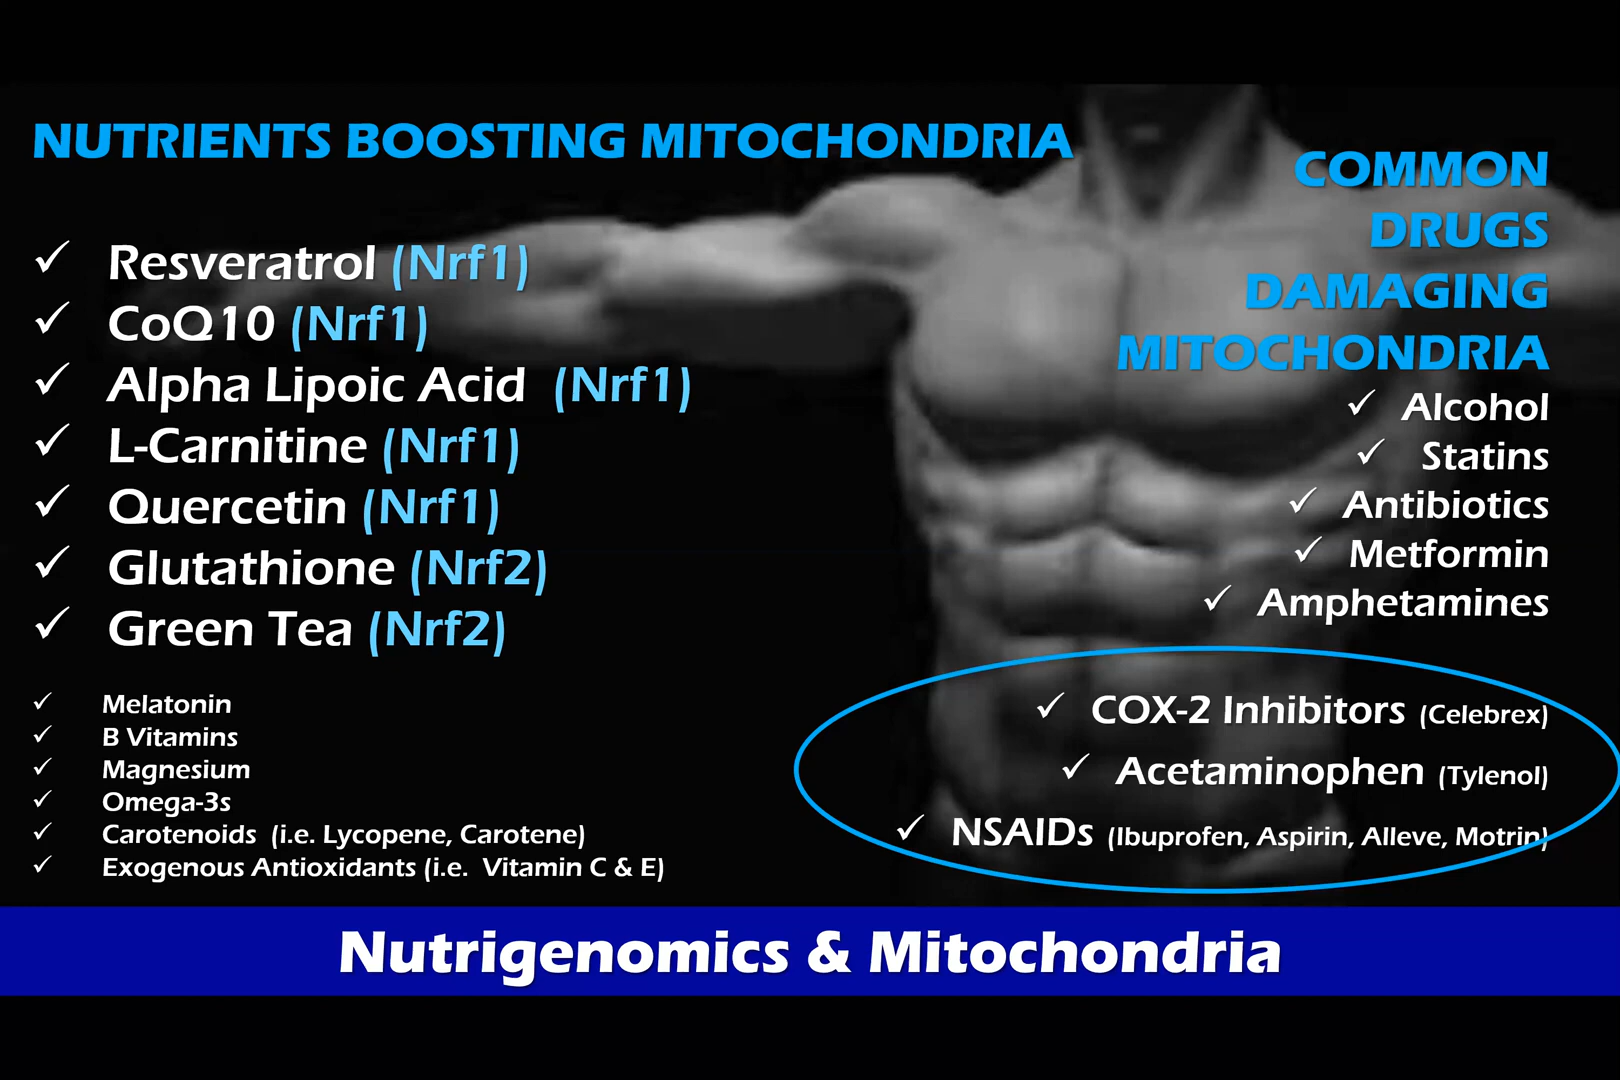 NUTRIENTS BOOSTING MITOCHONDRIA
✓ Resveratrol (Nrf1)
✓ CoQ10 (Nrf1)
✓ Alpha Lipoic Acid (Nrf1)
✓ L-Carnitine (Nrf1)
✓ Quercetin (Nrf1)
✓ Glutathione (Nrf2)
✓ Green Tea (Nrf2)
✓ Melatonin
✓ B Vitamins
✓ Magnesium
✓ Omega-3s
✓ Carotenoids (i.e. Lycopene, Carotene)
✓ Exogenous Antioxidants (i.e. Vitamin C & E)
COMMON
DRUGS
DAMAGING
MITOCHONDRIA
✓ Alcohol
✓ Statins
✓ Antibiotics
✓ Metformin
✓ Amphetamines
✓ COX-2 Inhibitors (Celebrex)
✓ Acetaminophen (Tylenol)
✓ NSAIDs (Ibuprofen, Aspirin, Alleve, Motrin)
Nutrigenomics & Mitochondria